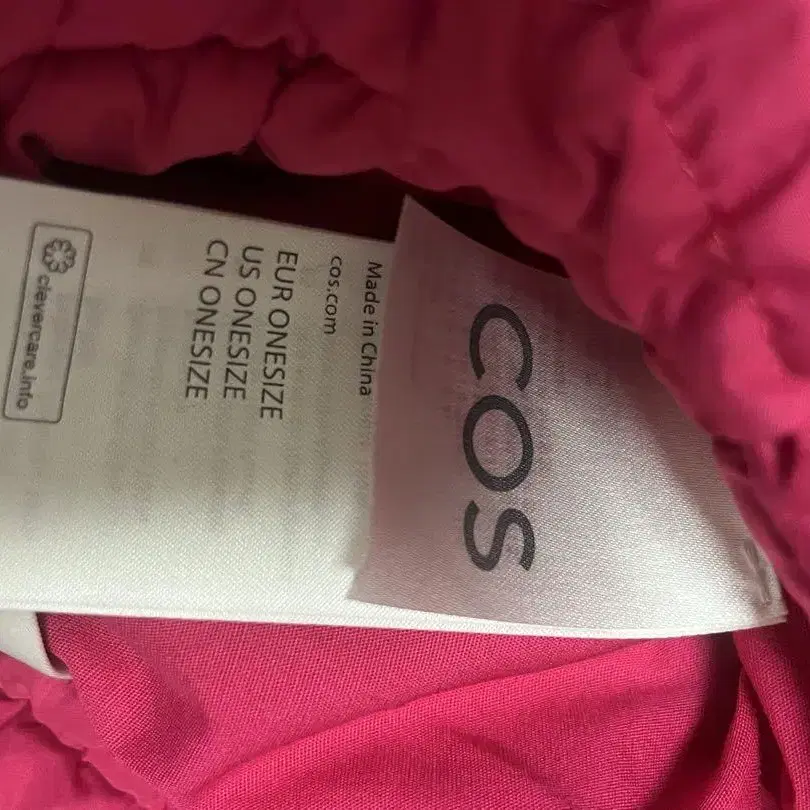 COS
Made in China
cos.com
EUR ONESIZE
US ONESIZE
CN ONESIZE
clevercare.info